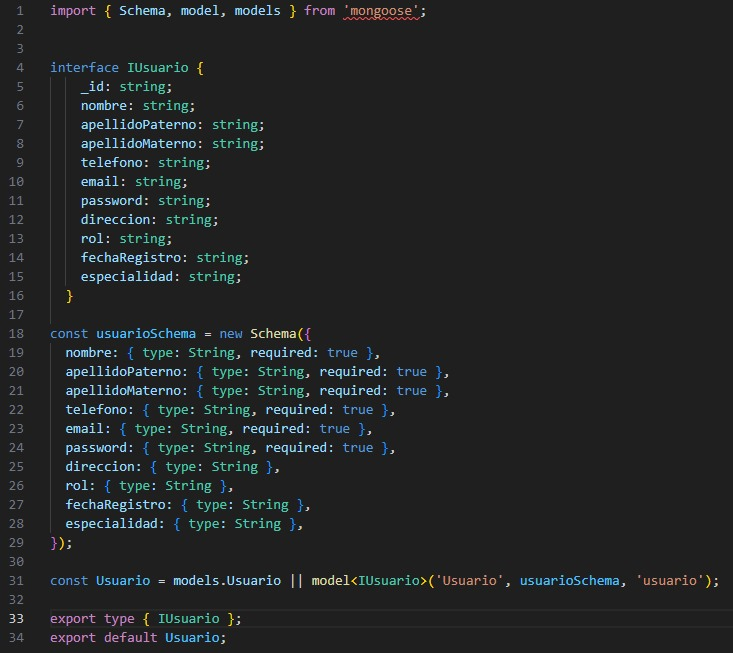 1 import { Schema, model, models } from 'mongoose';
2
3
4 interface IUsuario {
5 _id: string;
6 nombre: string;
7 apellidoPaterno: string;
8 apellidoMaterno: string;
9 telefono: string;
10 email: string;
11 password: string;
12 direccion: string;
13 rol: string;
14 fechaRegistro: string;
15 especialidad: string;
16 }
17
18 const usuarioSchema = new Schema({
19 nombre: { type: String, required: true },
20 apellidoPaterno: { type: String, required: true },
21 apellidoMaterno: { type: String, required: true },
22 telefono: { type: String, required: true },
23 email: { type: String, required: true },
24 password: { type: String, required: true },
25 direccion: { type: String },
26 rol: { type: String },
27 fechaRegistro: { type: String },
28 especialidad: { type: String },
29 });
30
31 const Usuario = models.Usuario || model<IUsuario>('Usuario', usuarioSchema, 'usuario');
32
33 export type { IUsuario };
34 export default Usuario;